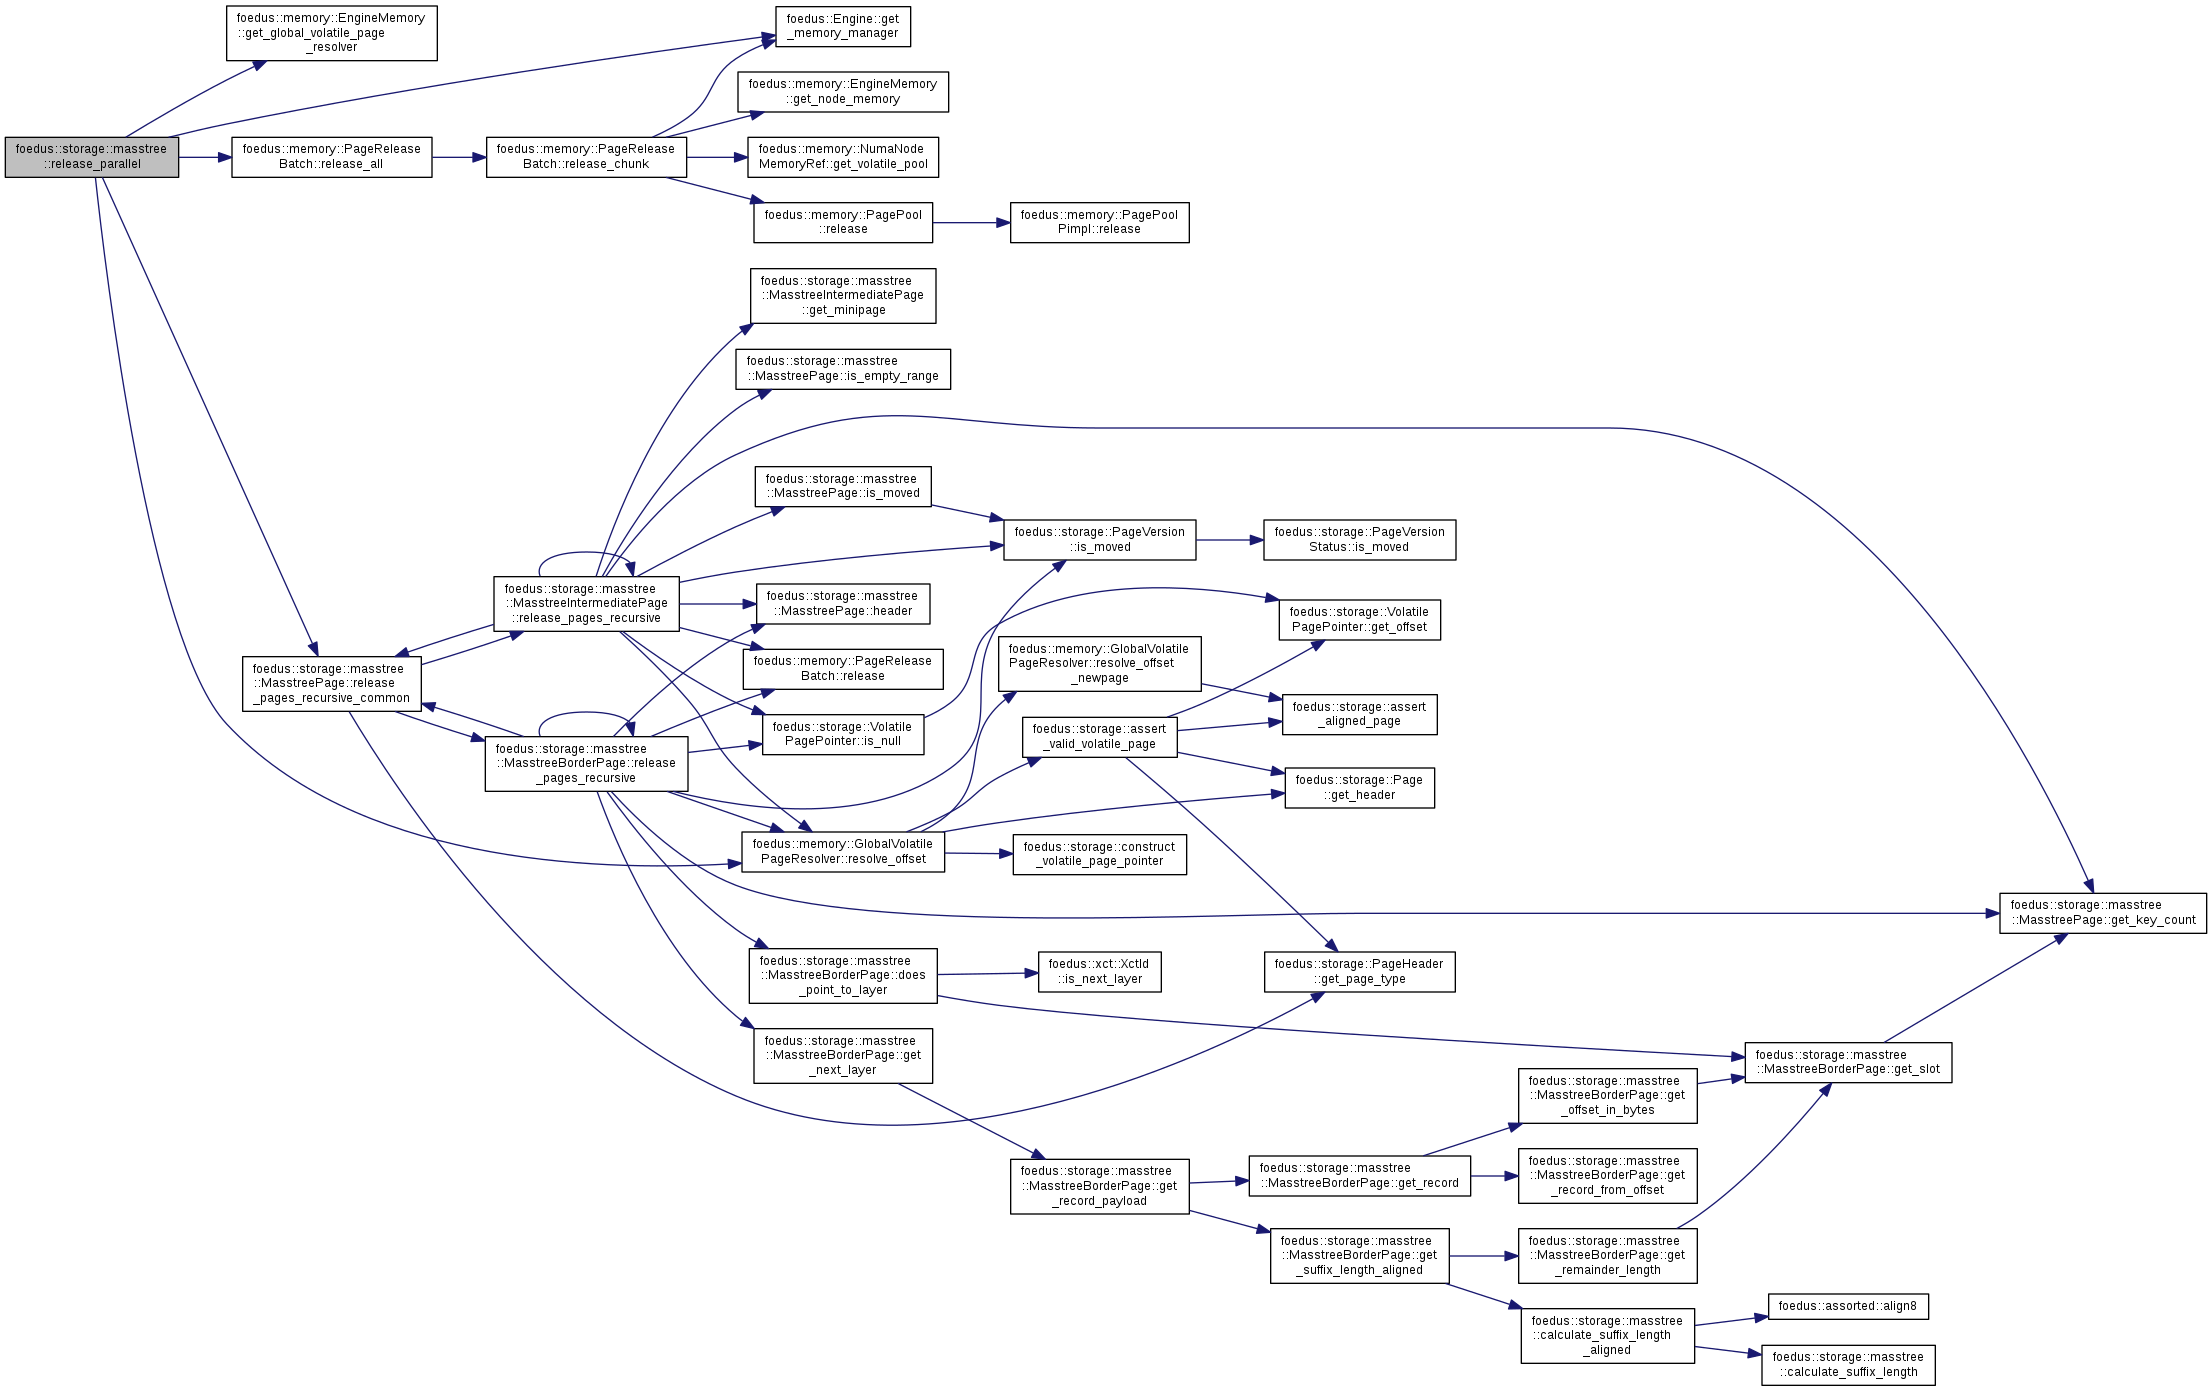 foedus::memory::EngineMemory
::get_global_volatile_page
_resolver
foedus::Engine::get
_memory_manager
foedus::memory::EngineMemory
::get_node_memory
foedus::storage::masstree
::release_parallel
foedus::memory::PageRelease
Batch::release_all
foedus::memory::PageRelease
Batch::release_chunk
foedus::memory::NumaNode
MemoryRef::get_volatile_pool
foedus::memory::PagePool
::release
foedus::memory::PagePool
Pimpl::release
foedus::storage::masstree
::MasstreeIntermediatePage
::get_minipage
foedus::storage::masstree
::MasstreePage::is_empty_range
foedus::storage::masstree
::MasstreePage::is_moved
foedus::storage::PageVersion
::is_moved
foedus::storage::PageVersion
Status::is_moved
foedus::storage::masstree
::MasstreeIntermediatePage
::release_pages_recursive
foedus::storage::masstree
::MasstreePage::header
foedus::storage::Volatile
PagePointer::get_offset
foedus::storage::masstree
::MasstreePage::release
_pages_recursive_common
foedus::memory::PageRelease
Batch::release
foedus::memory::GlobalVolatile
PageResolver::resolve_offset
_newpage
foedus::storage::assert
_aligned_page
foedus::storage::Volatile
PagePointer::is_null
foedus::storage::assert
_valid_volatile_page
foedus::storage::masstree
::MasstreeBorderPage::release
_pages_recursive
foedus::storage::Page
::get_header
foedus::memory::GlobalVolatile
PageResolver::resolve_offset
foedus::storage::construct
_volatile_page_pointer
foedus::storage::masstree
::MasstreePage::get_key_count
foedus::storage::masstree
::MasstreeBorderPage::does
_point_to_layer
foedus::xct::XctId
::is_next_layer
foedus::storage::PageHeader
::get_page_type
foedus::storage::masstree
::MasstreeBorderPage::get
_next_layer
foedus::storage::masstree
::MasstreeBorderPage::get_slot
foedus::storage::masstree
::MasstreeBorderPage::get
_offset_in_bytes
foedus::storage::masstree
::MasstreeBorderPage::get
_record_payload
foedus::storage::masstree
::MasstreeBorderPage::get_record
foedus::storage::masstree
::MasstreeBorderPage::get
_record_from_offset
foedus::storage::masstree
::MasstreeBorderPage::get
_suffix_length_aligned
foedus::storage::masstree
::MasstreeBorderPage::get
_remainder_length
foedus::storage::masstree
::calculate_suffix_length
_aligned
foedus::assorted::align8
foedus::storage::masstree
::calculate_suffix_length